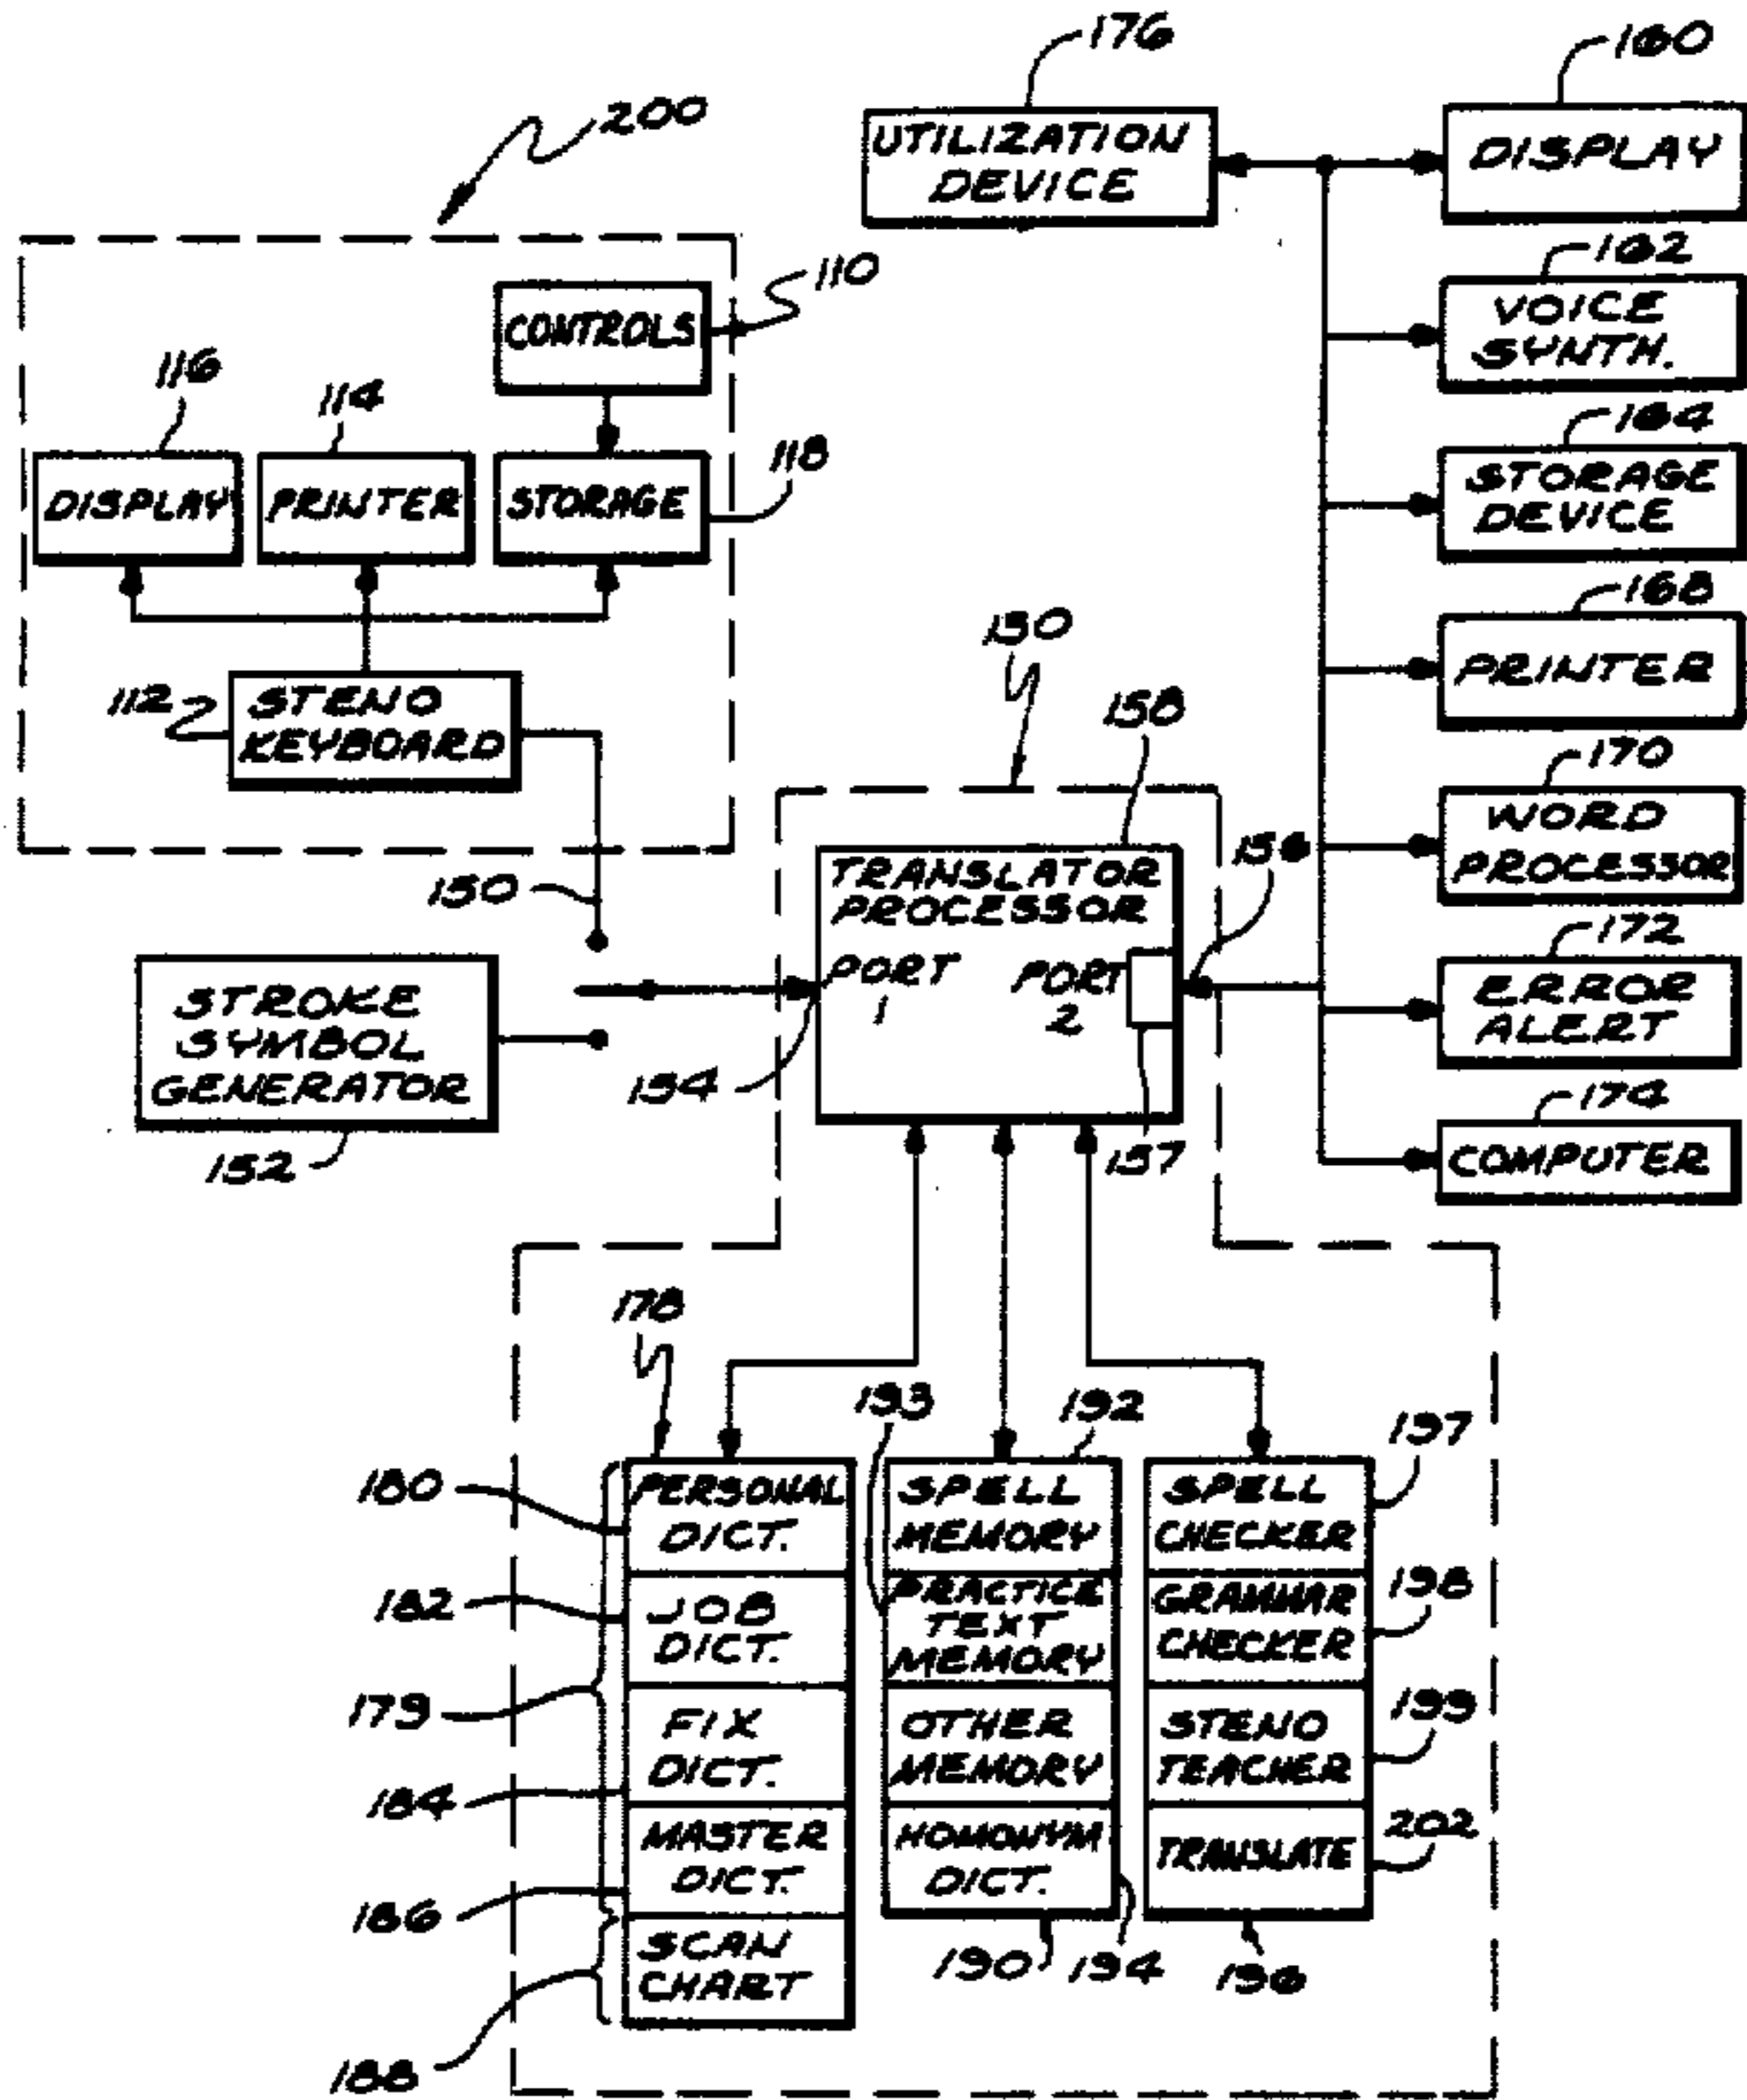 176
160
200
UTILIZATION
DEVICE
DISPLAY
110
162
CONTROLS
VOICE
SYNTH.
116
114
164
118
DISPLAY
PRINTER
STORAGE
STORAGE
DEVICE
168
130
PRINTER
112
STENO
KEYBOARD
158
170
WORD
PROCESSOR
150
TRANSLATOR
PROCESSOR
156
172
PORT
1
PORT
2
STROKE
SYMBOL
GENERATOR
ERROR
ALERT
154
174
157
152
COMPUTER
178
193
192
197
180
PERSONAL
DICT.
SPELL
MEMORY
SPELL
CHECKER
182
JOB
DICT.
PRACTICE
TEXT
MEMORY
GRAMMAR
CHECKER
198
179
FIX
DICT.
OTHER
MEMORY
STENO
TEACHER
199
184
MASTER
DICT.
HOMONYM
DICT.
TRANSLATE
202
186
SCAN
CHART
190
194
196
188